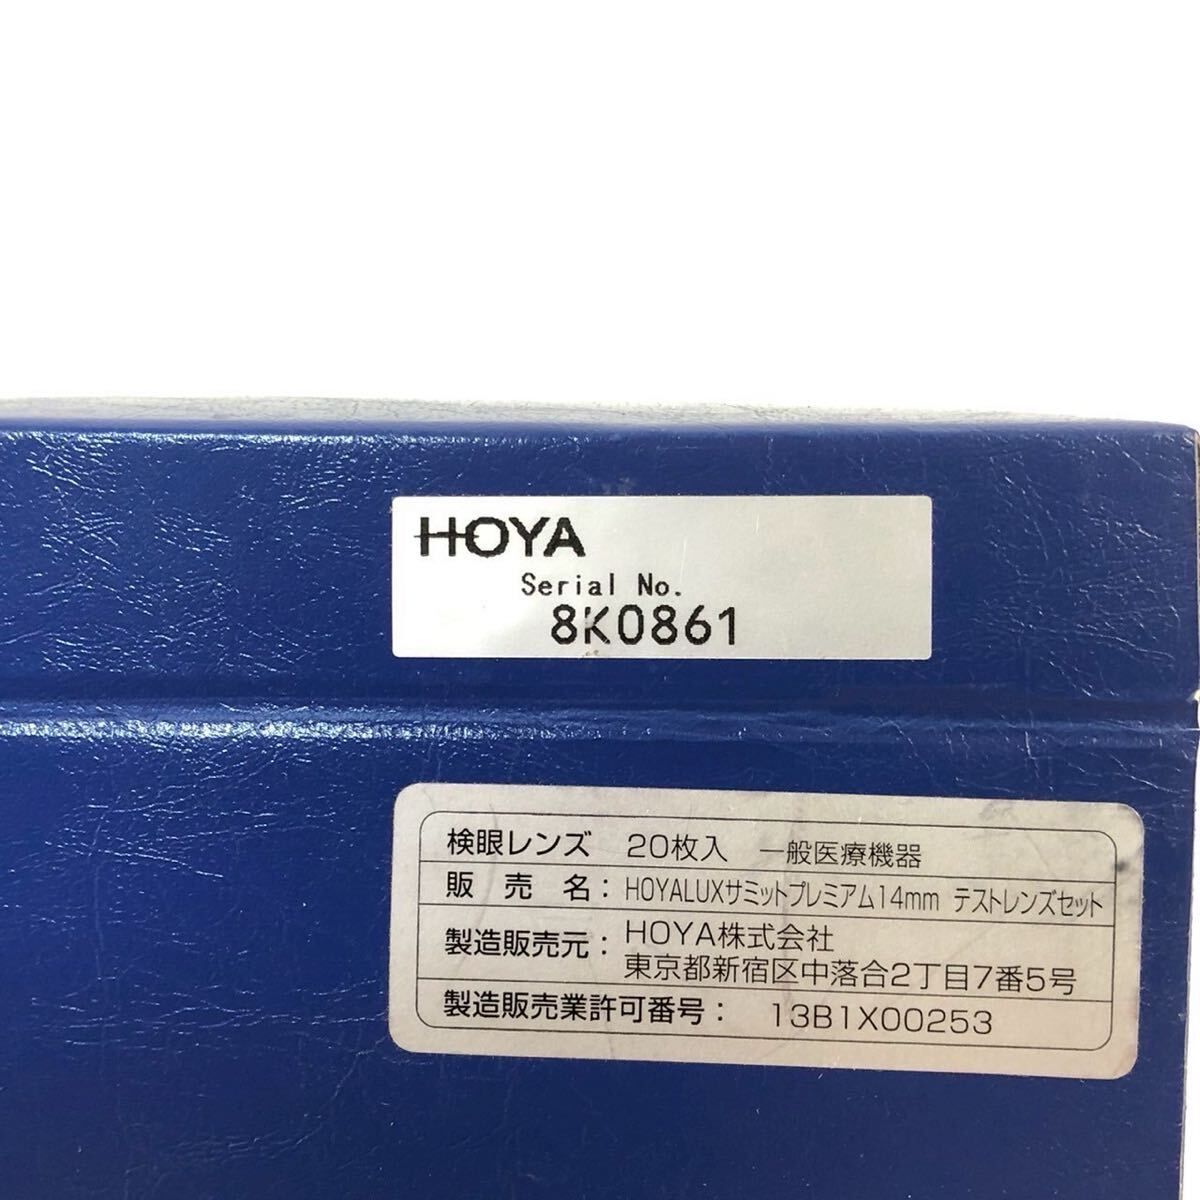 HOYA
Serial No.
8K0861
検眼レンズ 20枚入 一般医療機器
販売名： HOYALUXサミットプレミアム14mm テストレンズセット
製造販売元： HOYA株式会社
東京都新宿区中落合2丁目7番5号
製造販売業許可番号： 13B1X00253